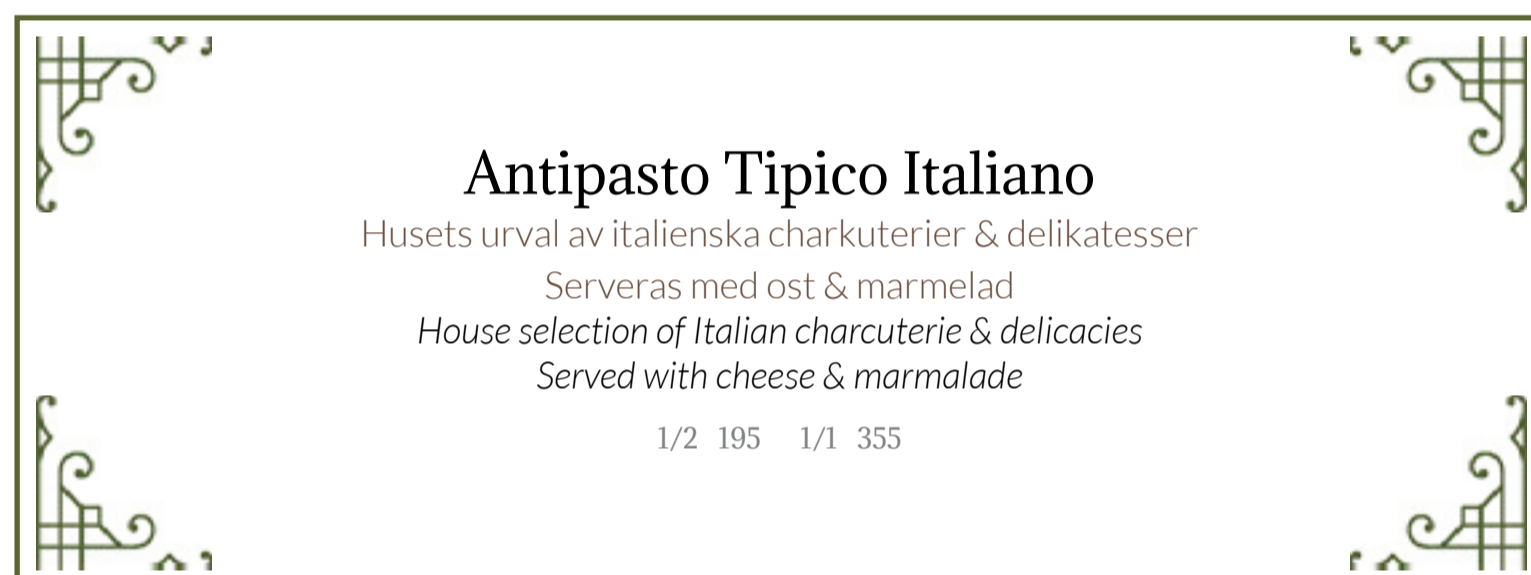 Antipasto Tipico Italiano
Husets urval av italienska charkuterier & delikatesser
Serveras med ost & marmelad
House selection of Italian charcuterie & delicacies
Served with cheese & marmalade
1/2 195 1/1 355